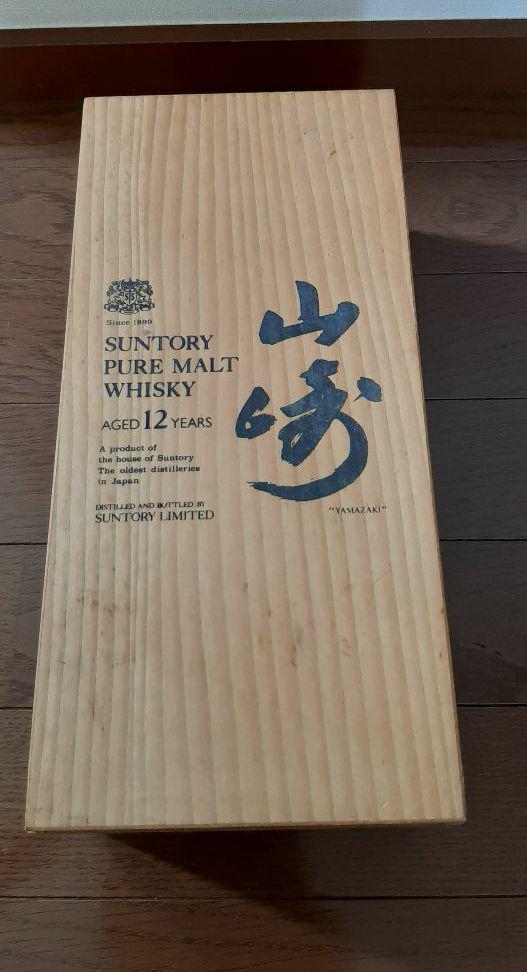 Since 1899
SUNTORY
PURE MALT
WHISKY
AGED 12 YEARS
A product of
the house of Suntory
The oldest distilleries
in Japan
DISTILLED AND BOTTLED BY
SUNTORY LIMITED
山崎
"YAMAZAKI"